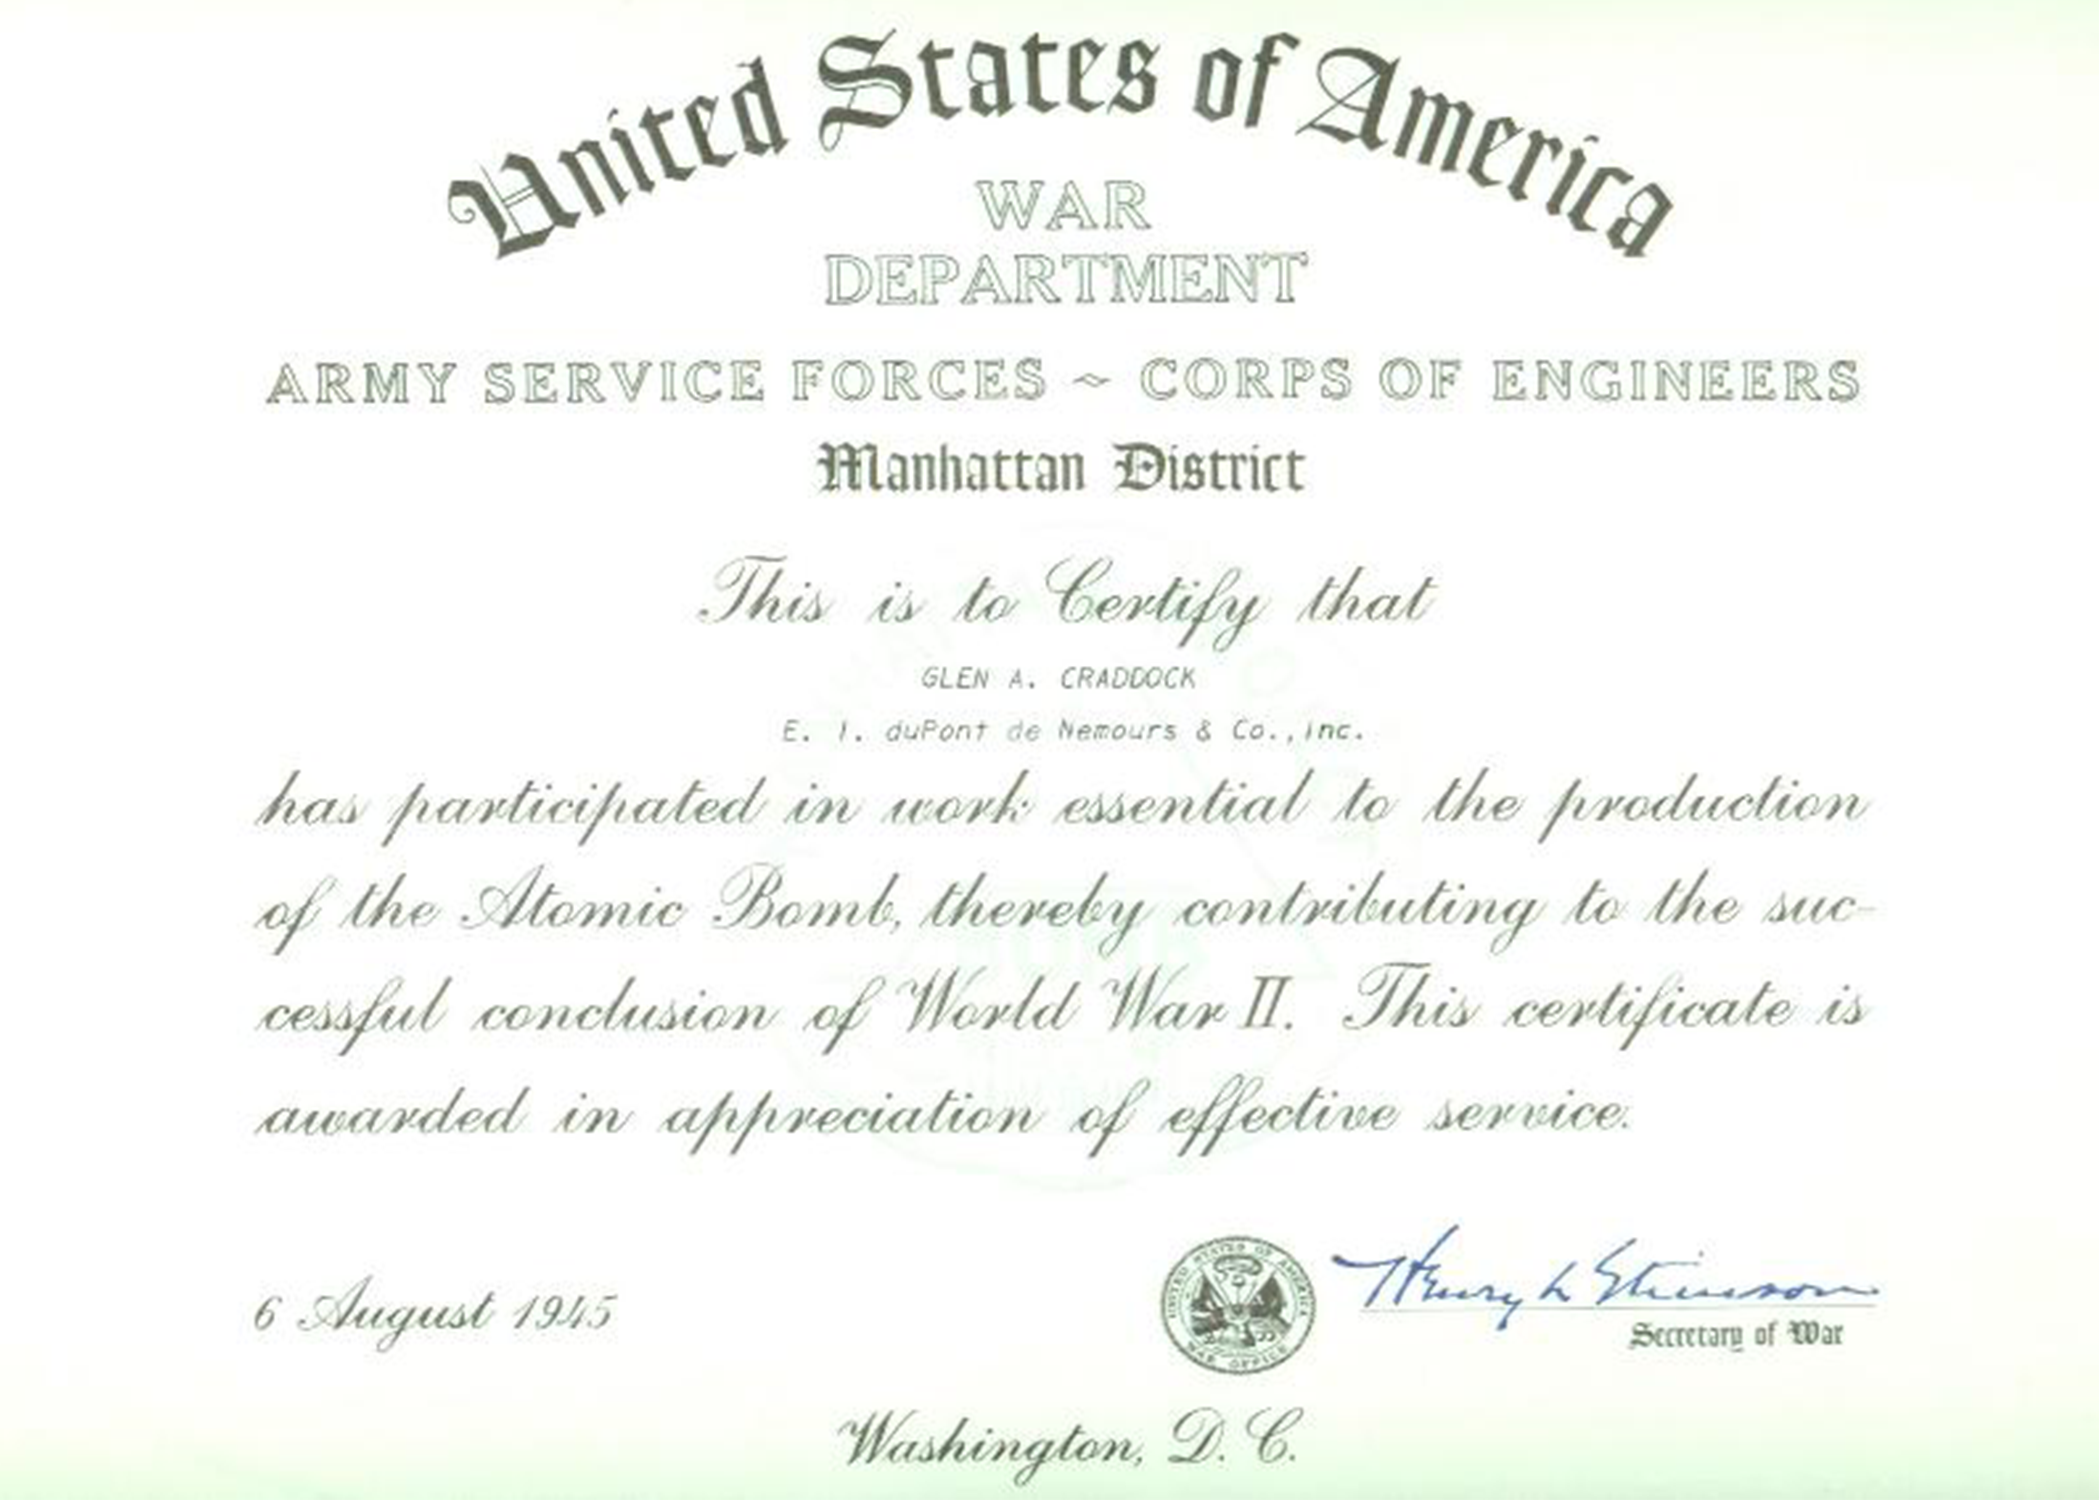 United States of America
WAR
DEPARTMENT
ARMY SERVICE FORCES ~ CORPS OF ENGINEERS
Manhattan District
This is to Certify that
GLEN A. CRADDOCK
E. I. duPont de Nemours & Co.,Inc.
has participated in work essential to the production
of the Atomic Bomb, thereby contributing to the suc-
cessful conclusion of World War II. This certificate is
awarded in appreciation of effective service.
6 August 1945
UNITED STATES OF AMERICA
WAR OFFICE
Henry L Stimson
Secretary of War
Washington, D. C.